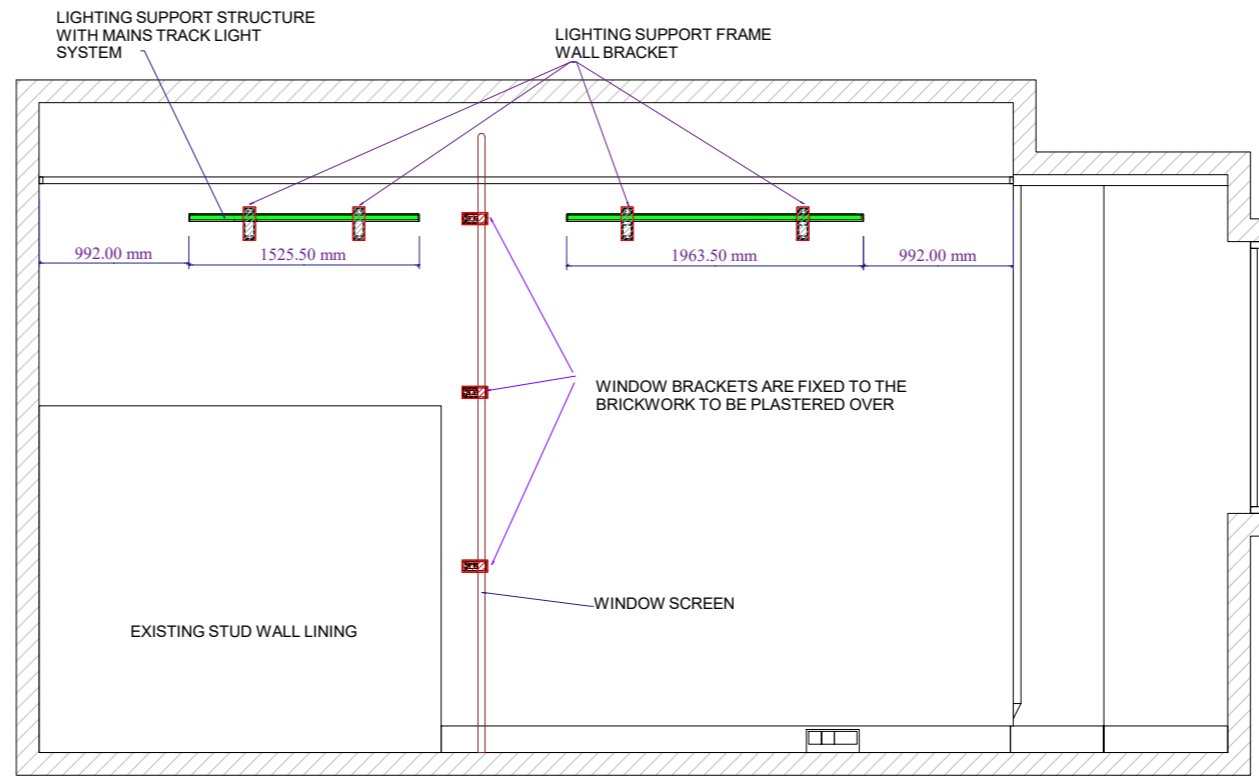 LIGHTING SUPPORT STRUCTURE
WITH MAINS TRACK LIGHT
SYSTEM
LIGHTING SUPPORT FRAME
WALL BRACKET
992.00 mm
1525.50 mm
1963.50 mm
992.00 mm
WINDOW BRACKETS ARE FIXED TO THE
BRICKWORK TO BE PLASTERED OVER
WINDOW SCREEN
EXISTING STUD WALL LINING